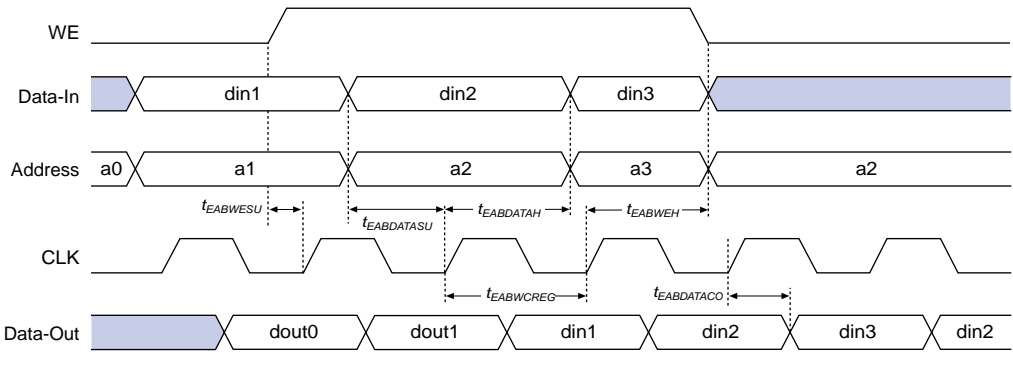 WE
Data-In din1 din2 din3
Address a0 a1 a2 a3 a2
tEABWESU tEABDATASU tEABDATAH tEABWEH
CLK
tEABWCREG tEABDATACO
Data-Out dout0 dout1 din1 din2 din3 din2